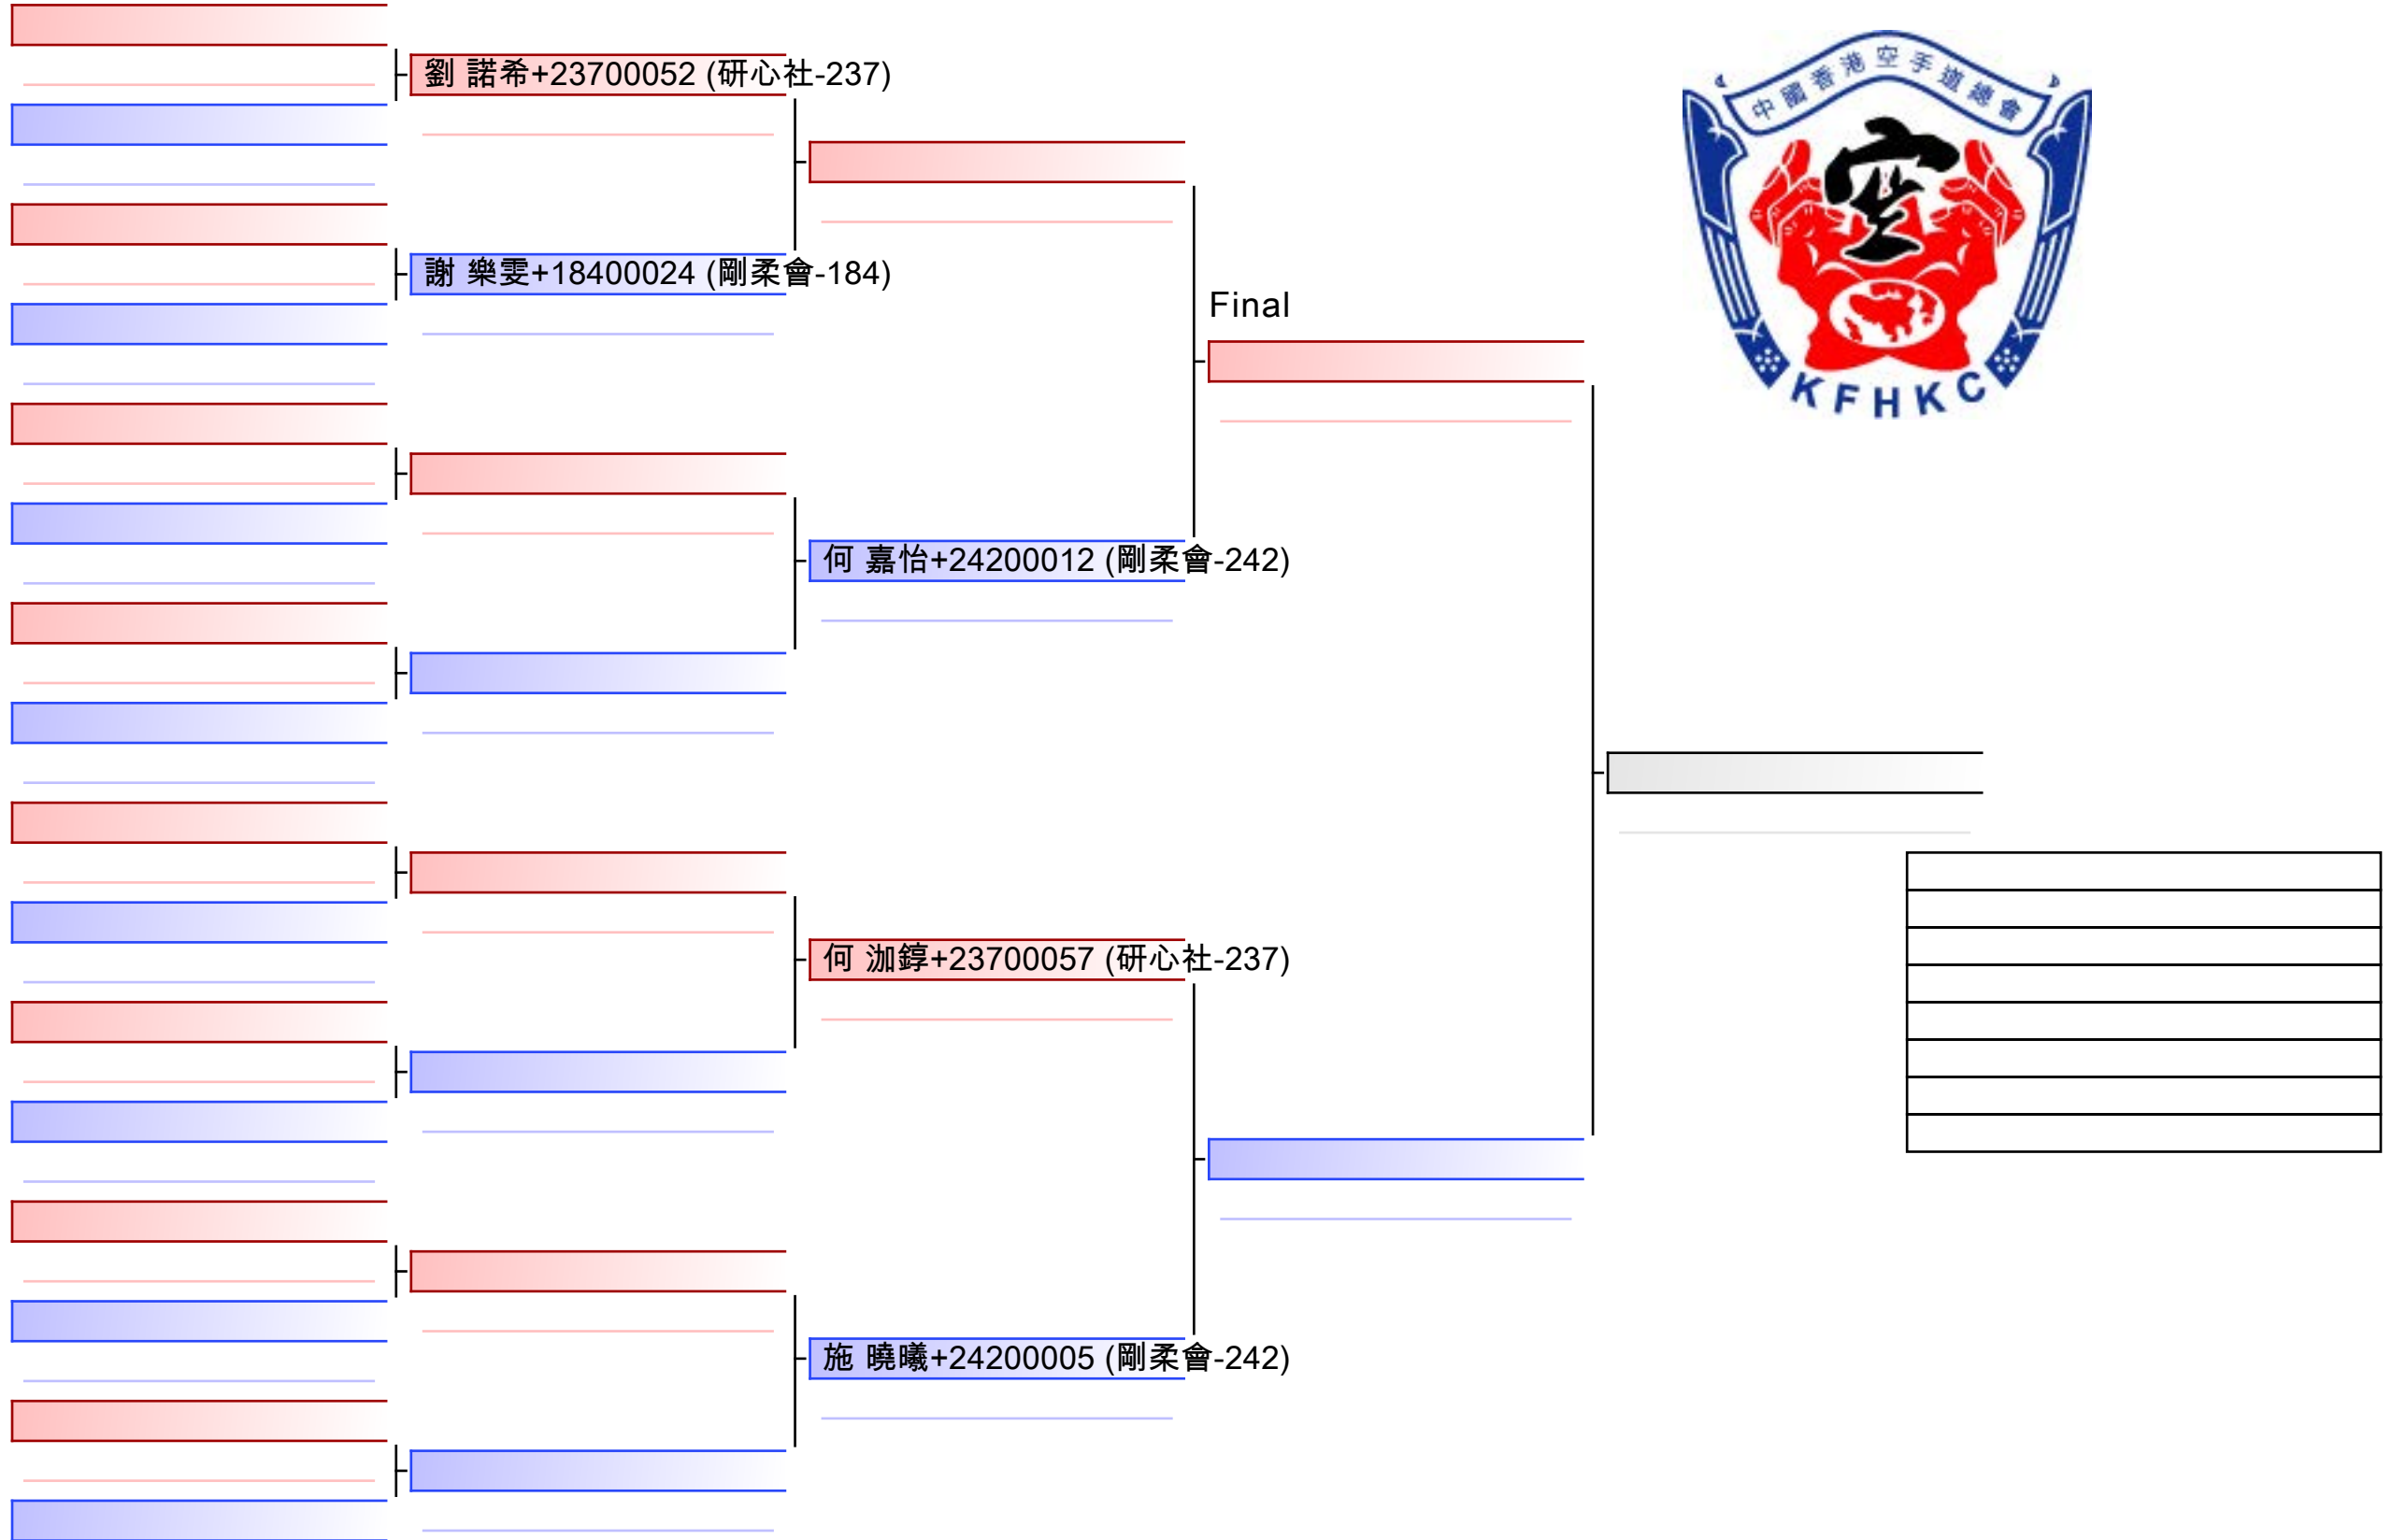 中國香港空手道總會
空
KFHKC
劉 諾希+23700052 (研心社-237)
謝 樂雯+18400024 (剛柔會-184)
Final
何 嘉怡+24200012 (剛柔會-242)
何 泇錞+23700057 (研心社-237)
施 曉曦+24200005 (剛柔會-242)